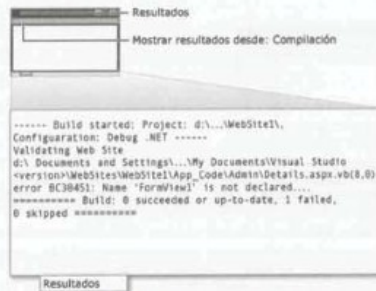 Resultados
Mostrar resultados desde: Compilación
------ Build started: Project: d:\...\WebSite1\,
Configuaration: Debug .NET ------
Validating Web Site
d:\ Documents and Settings\...\My Documents\Visual Studio
<version>\WebSites\WebSite1\App_Code\Admin\Details.aspx.vb(8,0):
error BC30451: Name 'FormView1' is not declared....
========== Build: 0 succeeded or up-to-date, 1 failed,
0 skipped ==========
Resultados